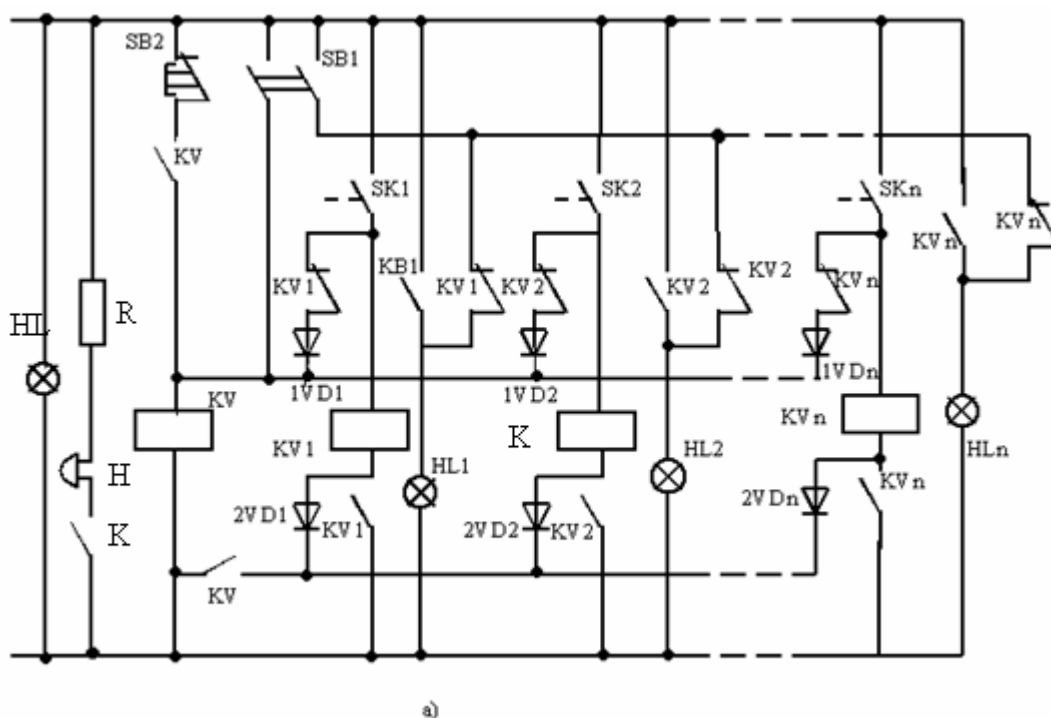 SB2
SB1
KV
SK1
SK2
SKn
KVn
KVn
KV1
KB1
KV1
KV2
KV2
KV2
KVn
HL
R
1VD1
1VD2
1VDn
KV
KV1
K
KVn
HLn
H
HL1
HL2
K
2VD1
KV1
2VD2
KV2
2VDn
KVn
KV
а)